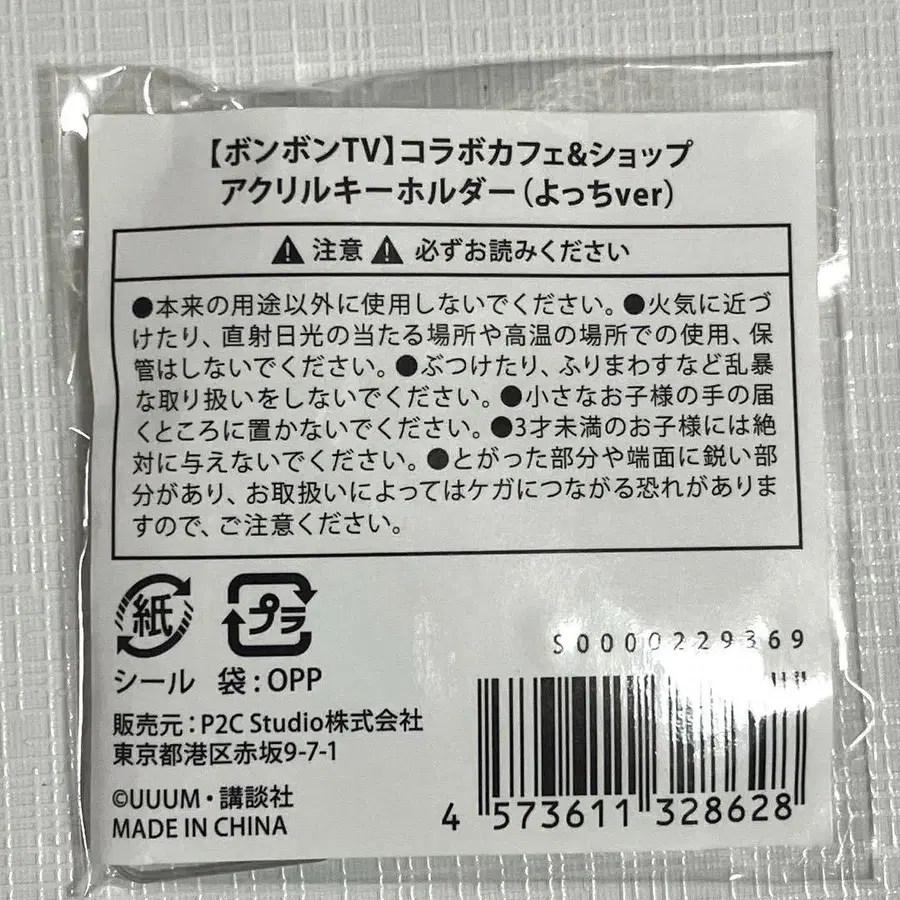 【ボンボンTV】コラボカフェ&ショップ
アクリルキーホルダー(よっちver)
注意 必ずお読みください
●本来の用途以外に使用しないでください。●火気に近づ
けたり、直射日光の当たる場所や高温の場所での使用、保
管はしないでください。●ぶつけたり、ふりまわすなど乱暴
な取り扱いをしないでください。●小さなお子様の手の届
くところに置かないでください。●3才未満のお子様には絶
対に与えないでください。●とがった部分や端面に鋭い部
分があり、お取扱いによってはケガにつながる恐れがありま
すので、ご注意ください。
紙 プラ
シール 袋:OPP
S0000229369
販売元:P2C Studio株式会社
東京都港区赤坂9-7-1
©UUUM・講談社
MADE IN CHINA
4 573611 328628